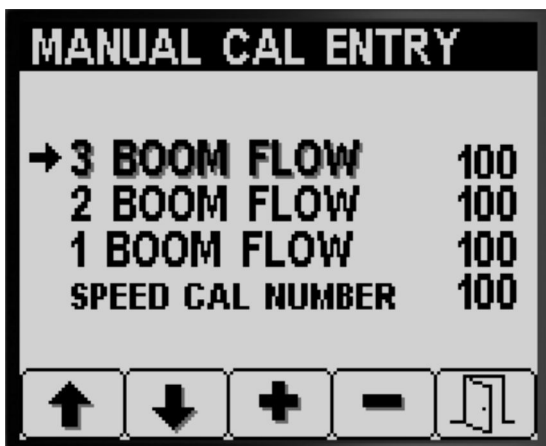 MANUAL CAL ENTRY
3 BOOM FLOW 100
2 BOOM FLOW 100
1 BOOM FLOW 100
SPEED CAL NUMBER 100